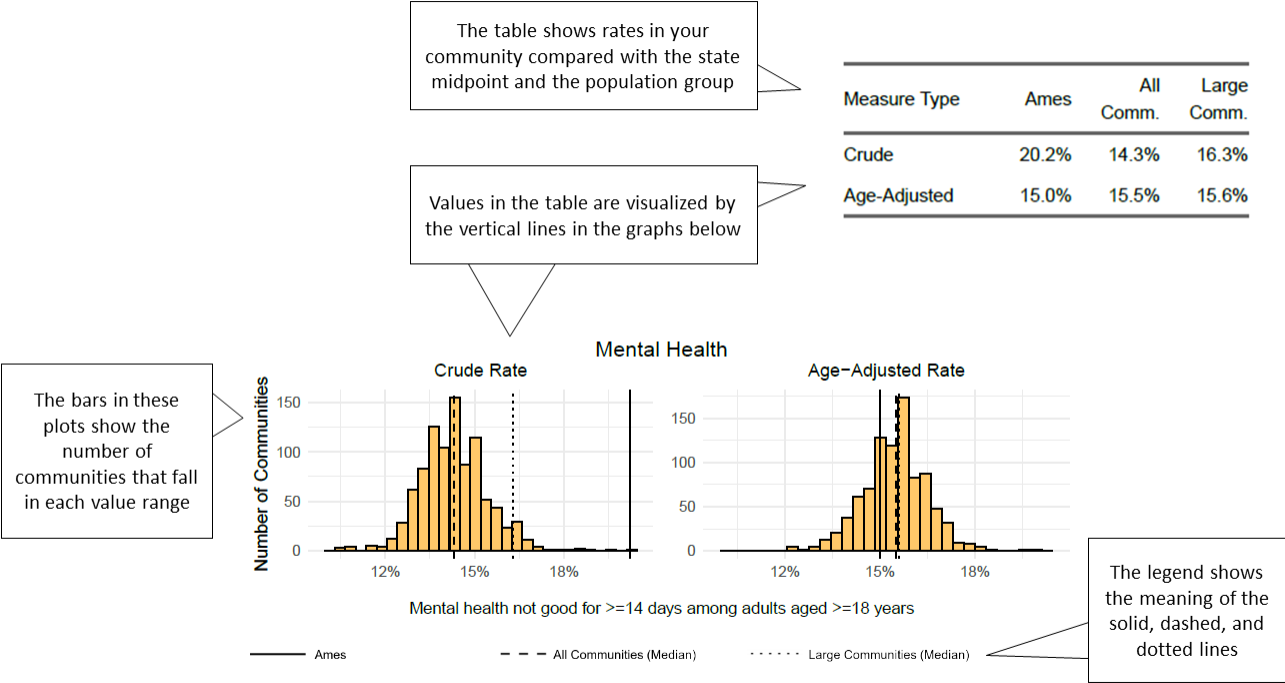 The table shows rates in your
community compared with the state
midpoint and the population group
Measure Type Ames All Comm. Large Comm.
Crude 20.2% 14.3% 16.3%
Age-Adjusted 15.0% 15.5% 15.6%
Values in the table are visualized by
the vertical lines in the graphs below
Mental Health
Crude Rate
Age−Adjusted Rate
The bars in these
plots show the
number of
communities that fall
in each value range
Number of Communities
150
100
50
0
12% 15% 18%
150
100
50
0
12% 15% 18%
Mental health not good for >=14 days among adults aged >=18 years
Ames All Communities (Median) Large Communities (Median)
The legend shows
the meaning of the
solid, dashed, and
dotted lines